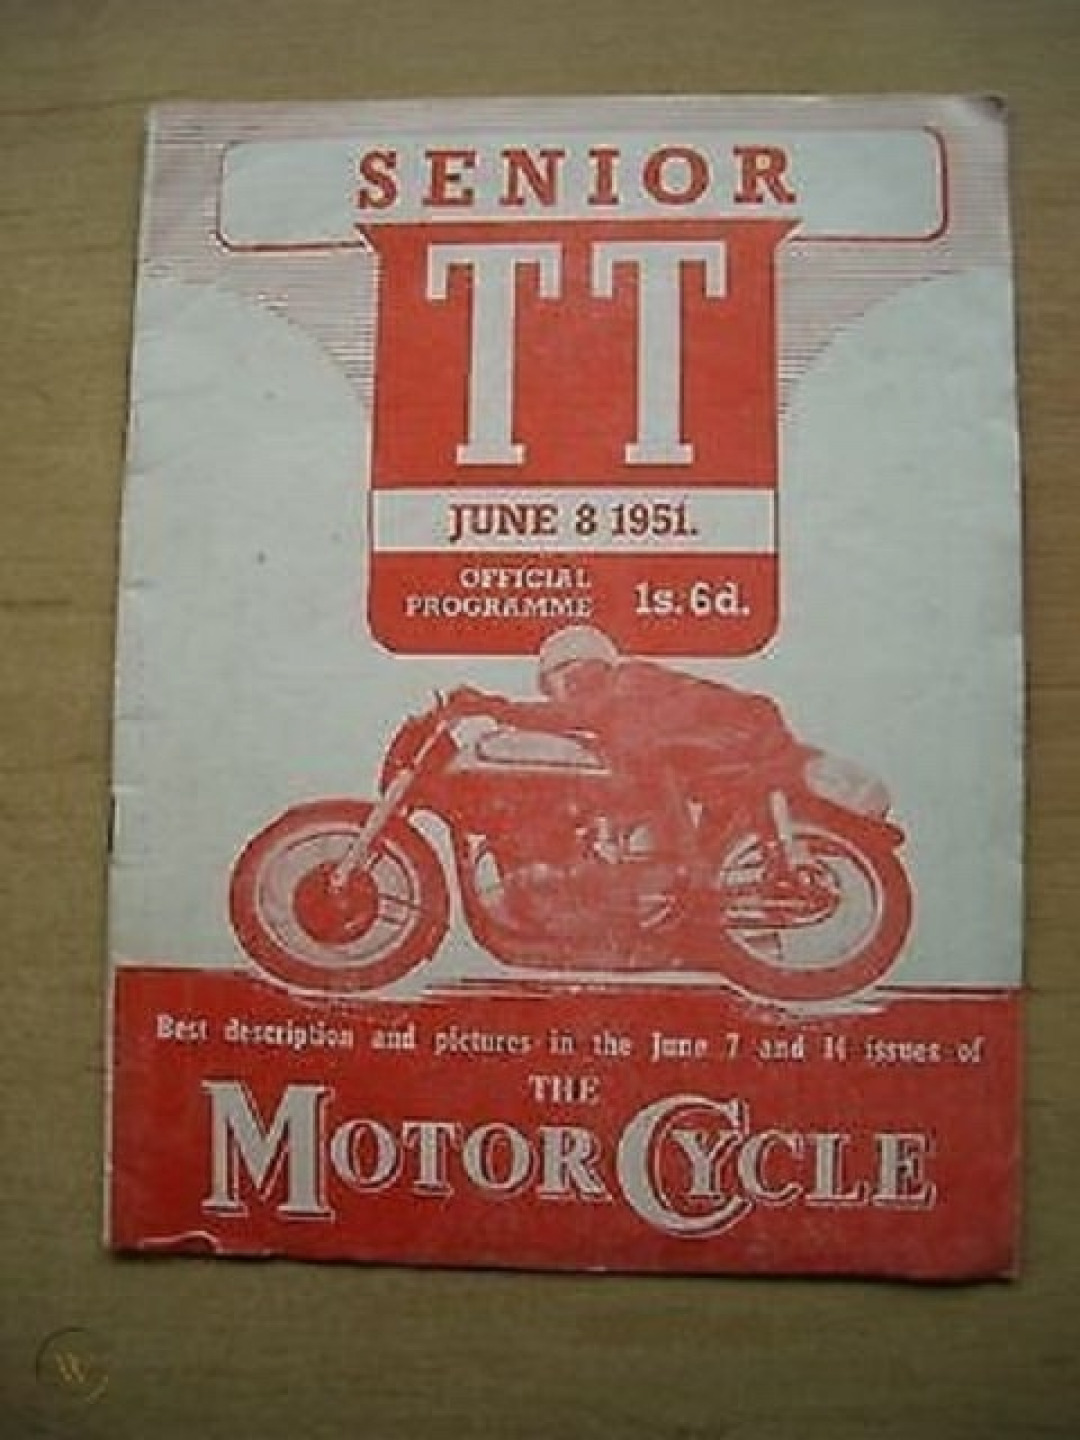 SENIOR
TT
JUNE 8 1951.
OFFICIAL
PROGRAMME
1s. 6d.
Best description and pictures in the June 7 and 14 issues of
THE
MOTOR CYCLE
W